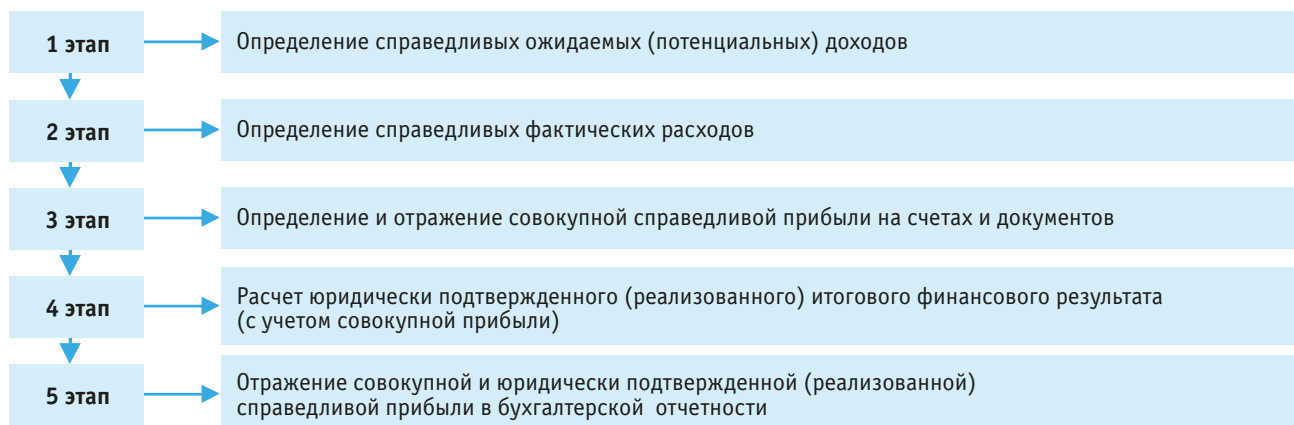 1 этап
Определение справедливых ожидаемых (потенциальных) доходов
2 этап
Определение справедливых фактических расходов
3 этап
Определение и отражение совокупной справедливой прибыли на счетах и документов
4 этап
Расчет юридически подтвержденного (реализованного) итогового финансового результата
(с учетом совокупной прибыли)
5 этап
Отражение совокупной и юридически подтвержденной (реализованной)
справедливой прибыли в бухгалтерской отчетности